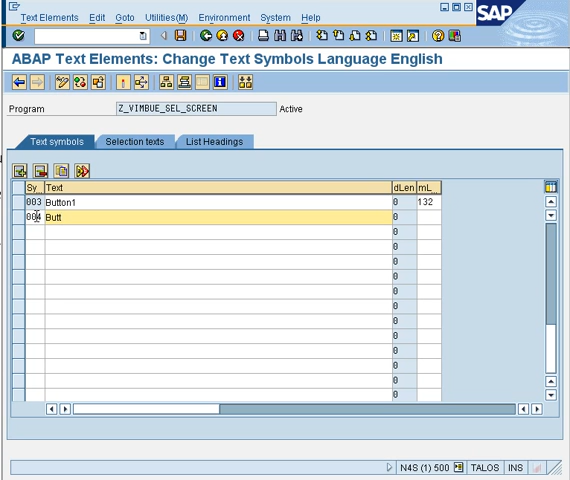 Text Elements Edit Goto Utilities(M) Environment System Help
SAP
ABAP Text Elements: Change Text Symbols Language English
Program Z_VIMBUE_SEL_SCREEN Active
Text symbols Selection texts List Headings
Sy Text dLen mL...
003 Button1 0 132
004 Butt 0
0
0
0
0
0
0
0
0
0
0
0
0
N4S (1) 500 TALOS INS